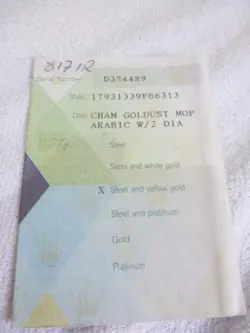 81712
Serial Number D374489
Style 17931339FB6313
Dial CHAM GOLDUST MOP
ARABIC W/2 DIA
Steel
Steel and white gold
X Steel and yellow gold
Steel and platinum
Gold
Platinum